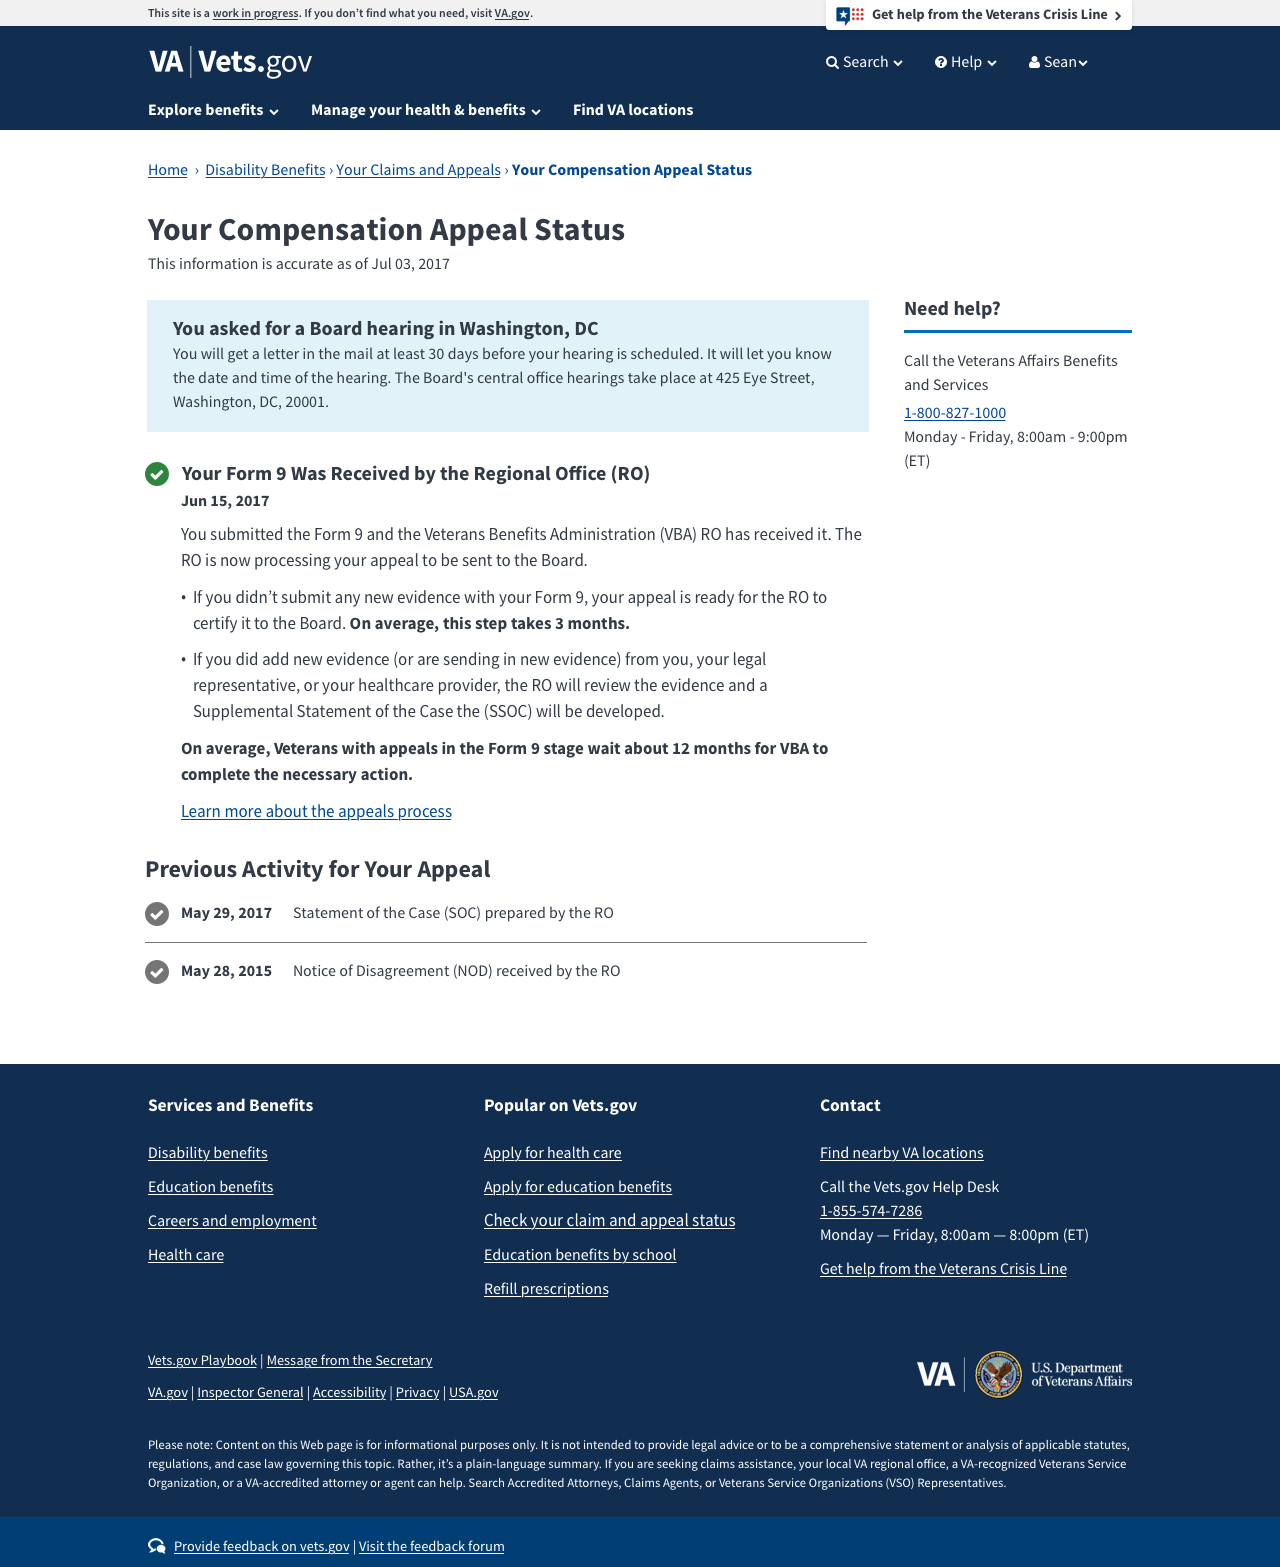 This site is a work in progress. If you don’t find what you need, visit VA.gov.
Get help from the Veterans Crisis Line
VA Vets.gov
Search
Help
Sean
Explore benefits
Manage your health & benefits
Find VA locations
Home › Disability Benefits › Your Claims and Appeals › Your Compensation Appeal Status
Your Compensation Appeal Status
This information is accurate as of Jul 03, 2017
You asked for a Board hearing in Washington, DC
You will get a letter in the mail at least 30 days before your hearing is scheduled. It will let you know
the date and time of the hearing. The Board's central office hearings take place at 425 Eye Street,
Washington, DC, 20001.
Need help?
Call the Veterans Affairs Benefits
and Services
1-800-827-1000
Monday - Friday, 8:00am - 9:00pm
(ET)
Your Form 9 Was Received by the Regional Office (RO)
Jun 15, 2017
You submitted the Form 9 and the Veterans Benefits Administration (VBA) RO has received it. The
RO is now processing your appeal to be sent to the Board.
• If you didn’t submit any new evidence with your Form 9, your appeal is ready for the RO to
certify it to the Board. On average, this step takes 3 months.
• If you did add new evidence (or are sending in new evidence) from you, your legal
representative, or your healthcare provider, the RO will review the evidence and a
Supplemental Statement of the Case the (SSOC) will be developed.
On average, Veterans with appeals in the Form 9 stage wait about 12 months for VBA to
complete the necessary action.
Learn more about the appeals process
Previous Activity for Your Appeal
May 29, 2017 Statement of the Case (SOC) prepared by the RO
May 28, 2015 Notice of Disagreement (NOD) received by the RO
Services and Benefits
Disability benefits
Education benefits
Careers and employment
Health care
Popular on Vets.gov
Apply for health care
Apply for education benefits
Check your claim and appeal status
Education benefits by school
Refill prescriptions
Contact
Find nearby VA locations
Call the Vets.gov Help Desk
1-855-574-7286
Monday — Friday, 8:00am — 8:00pm (ET)
Get help from the Veterans Crisis Line
Vets.gov Playbook | Message from the Secretary
VA.gov | Inspector General | Accessibility | Privacy | USA.gov
VA
U.S. Department
of Veterans Affairs
Please note: Content on this Web page is for informational purposes only. It is not intended to provide legal advice or to be a comprehensive statement or analysis of applicable statutes,
regulations, and case law governing this topic. Rather, it’s a plain-language summary. If you are seeking claims assistance, your local VA regional office, a VA-recognized Veterans Service
Organization, or a VA-accredited attorney or agent can help. Search Accredited Attorneys, Claims Agents, or Veterans Service Organizations (VSO) Representatives.
Provide feedback on vets.gov | Visit the feedback forum